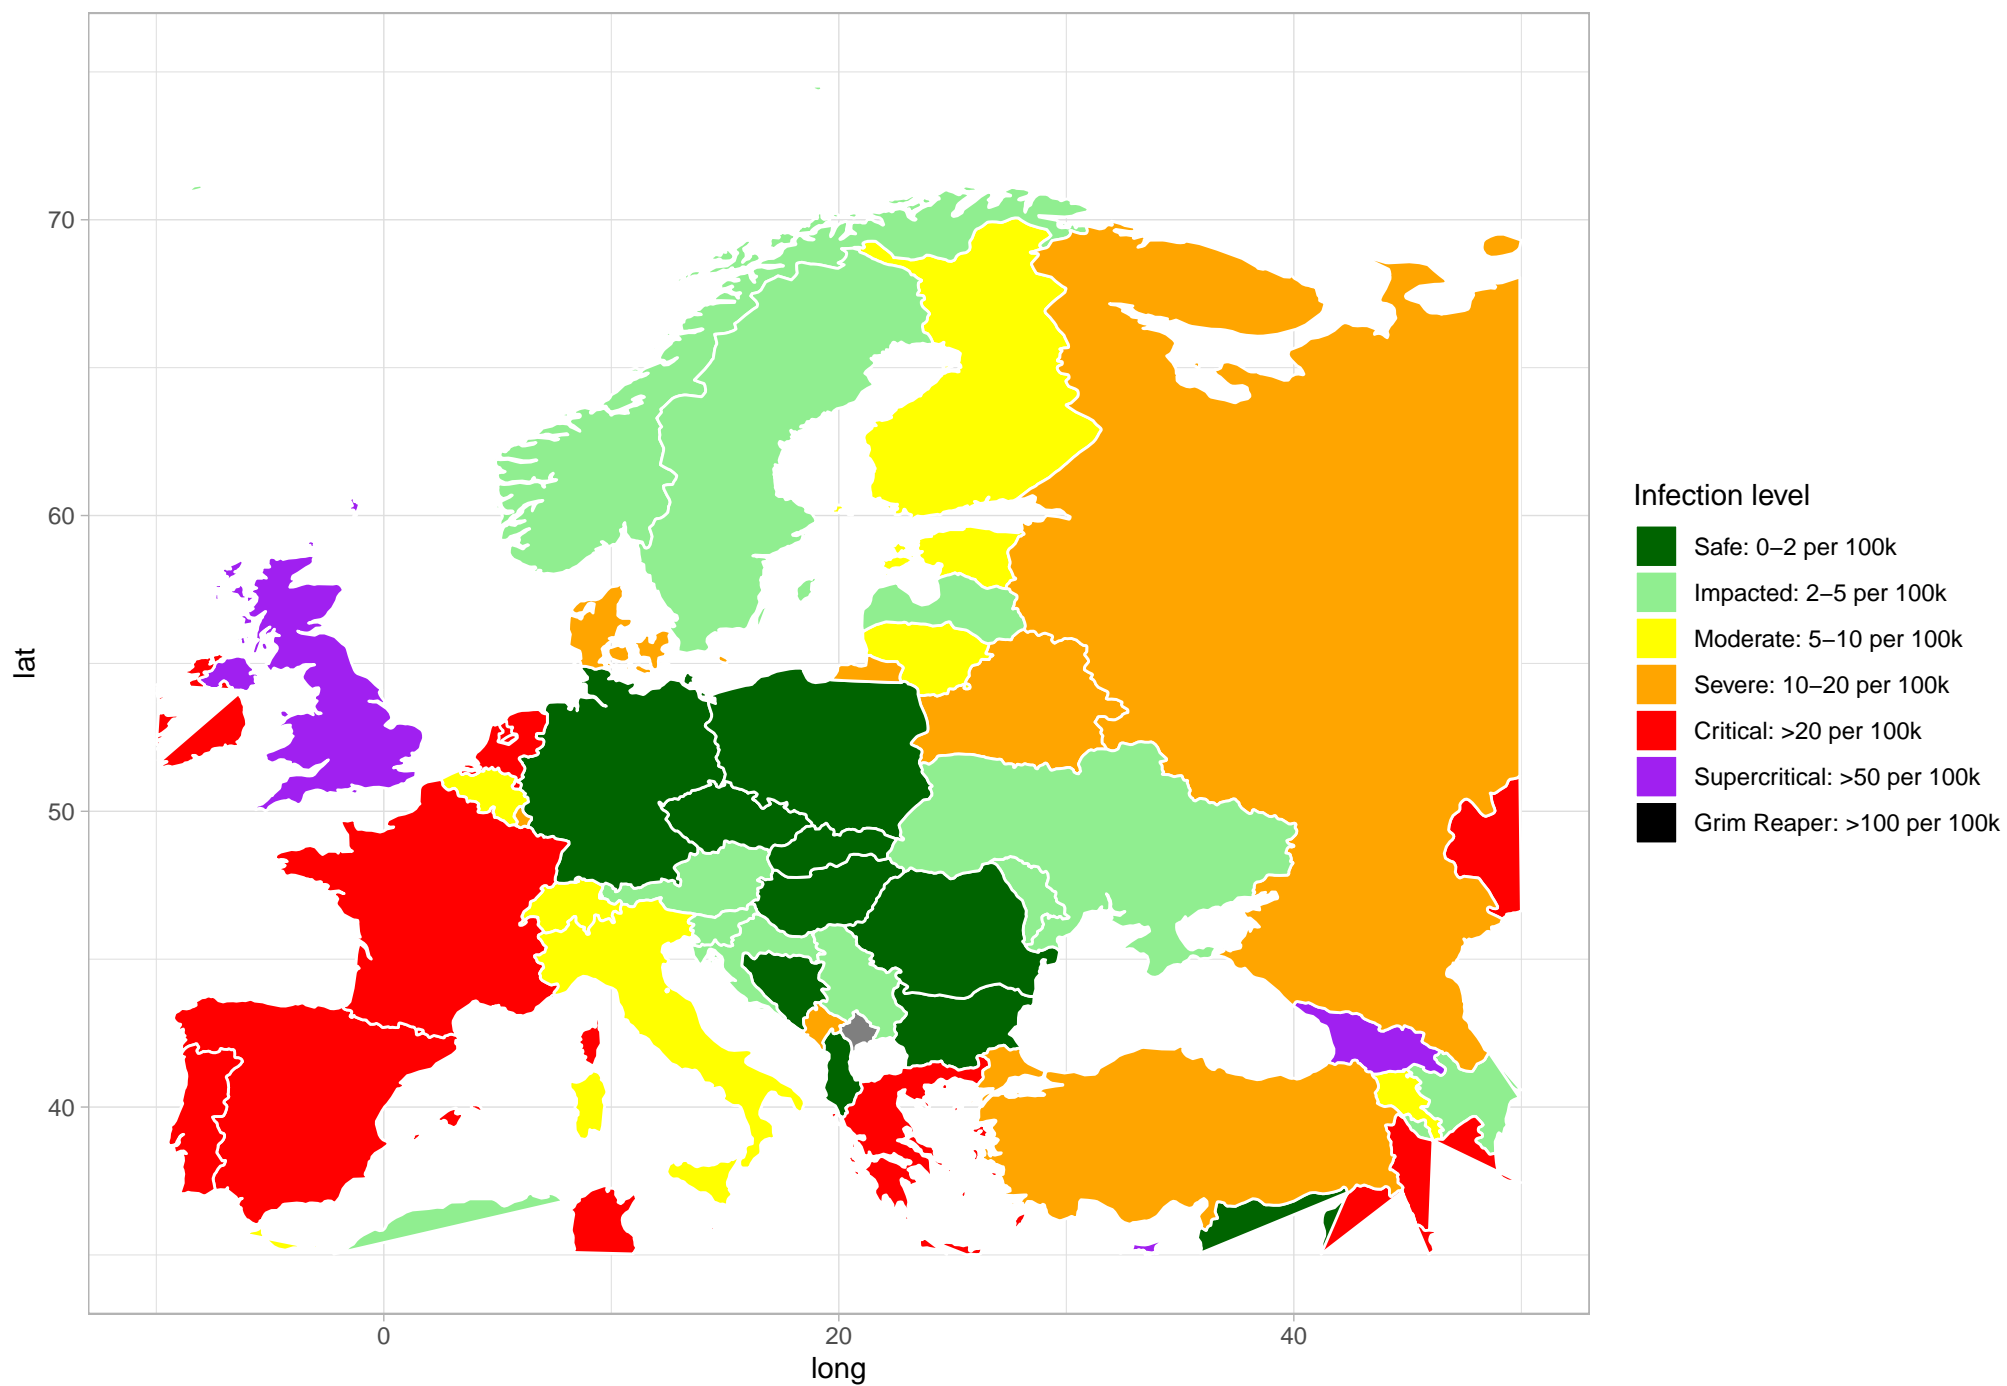 70
60
50
40
lat
0
20
40
long
Infection level
Safe: 0−2 per 100k
Impacted: 2−5 per 100k
Moderate: 5−10 per 100k
Severe: 10−20 per 100k
Critical: >20 per 100k
Supercritical: >50 per 100k
Grim Reaper: >100 per 100k